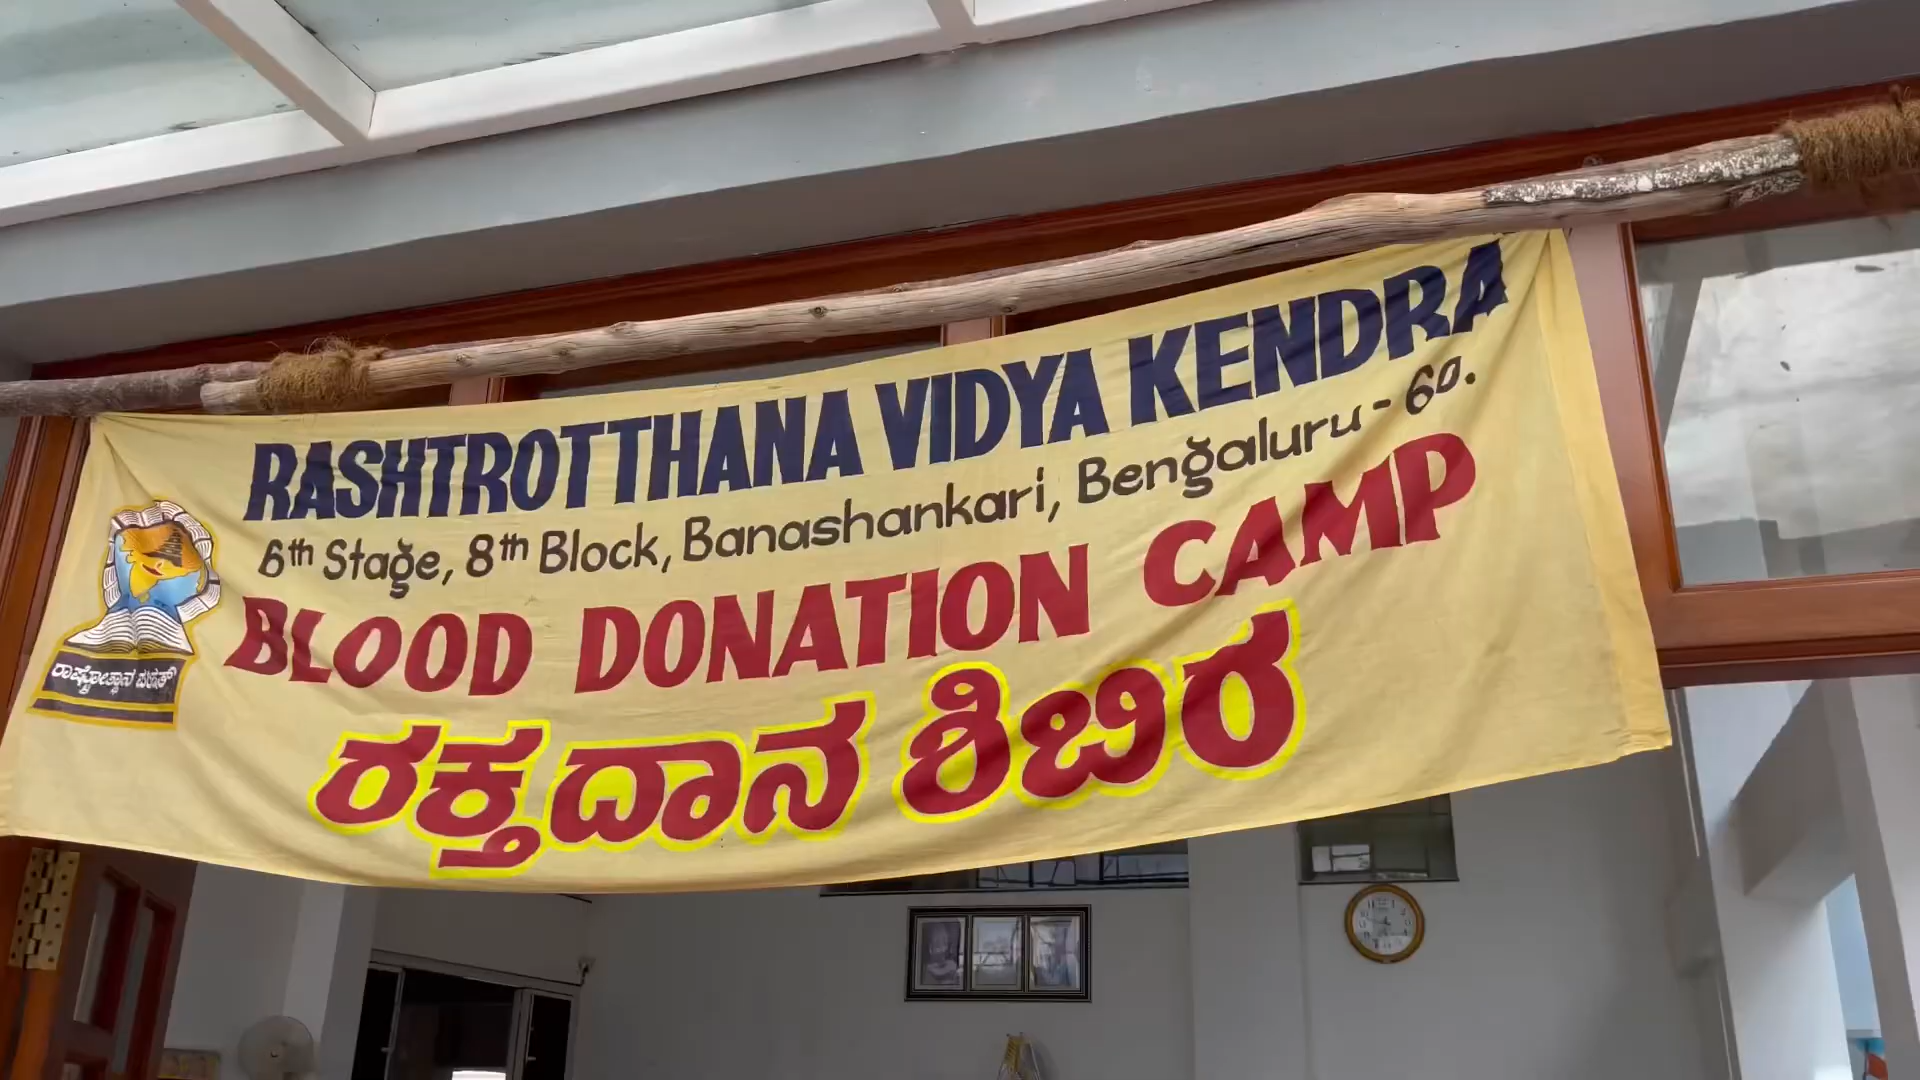 RASHTROTTHANA VIDYA KENDRA
6th Stage, 8th Block, Banashankari, Bengaluru - 60.
BLOOD DONATION CAMP
ರಕ್ತದಾನ ಶಿಬಿರ
ರಾಷ್ಟ್ರೋತ್ಥಾನ ಪರಿಷತ್